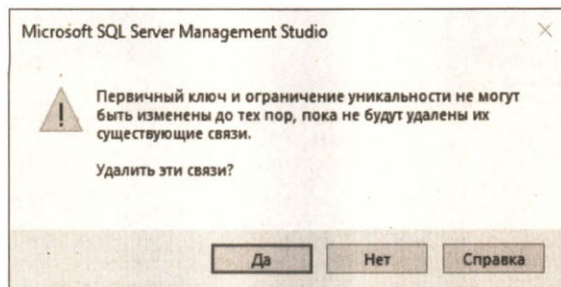 Microsoft SQL Server Management Studio
Первичный ключ и ограничение уникальности не могут
быть изменены до тех пор, пока не будут удалены их
существующие связи.
Удалить эти связи?
Да
Нет
Справка